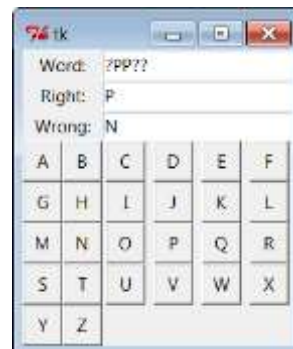 tk
Word: ?PP??
Right: P
Wrong: N
A B C D E F
G H I J K L
M N O P Q R
S T U V W X
Y Z